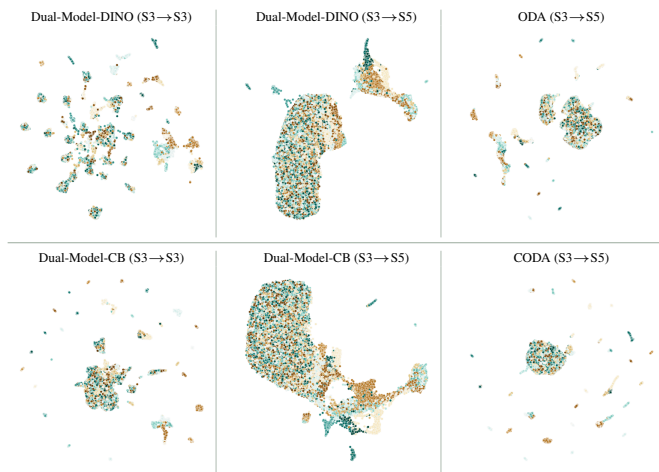 Dual-Model-DINO (S3→S3)
Dual-Model-DINO (S3→S5)
ODA (S3→S5)
Dual-Model-CB (S3→S3)
Dual-Model-CB (S3→S5)
CODA (S3→S5)